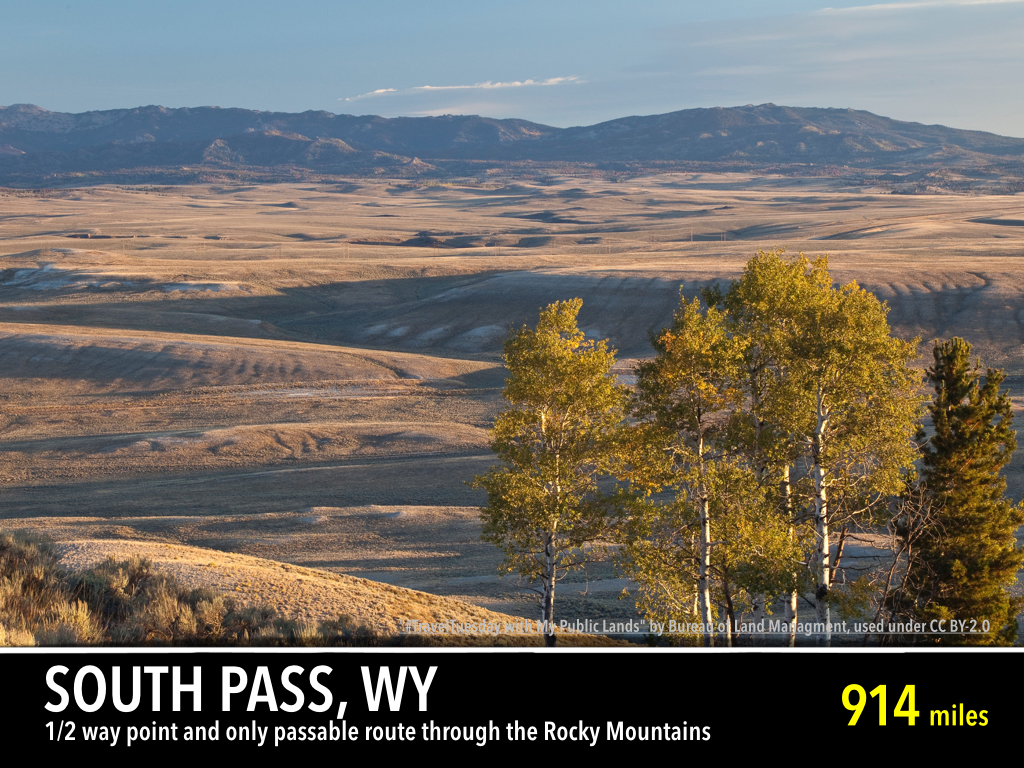 "#TravelTuesday with My Public Lands" by Bureau of Land Managment, used under CC BY-2.0
SOUTH PASS, WY
1/2 way point and only passable route through the Rocky Mountains
914 miles